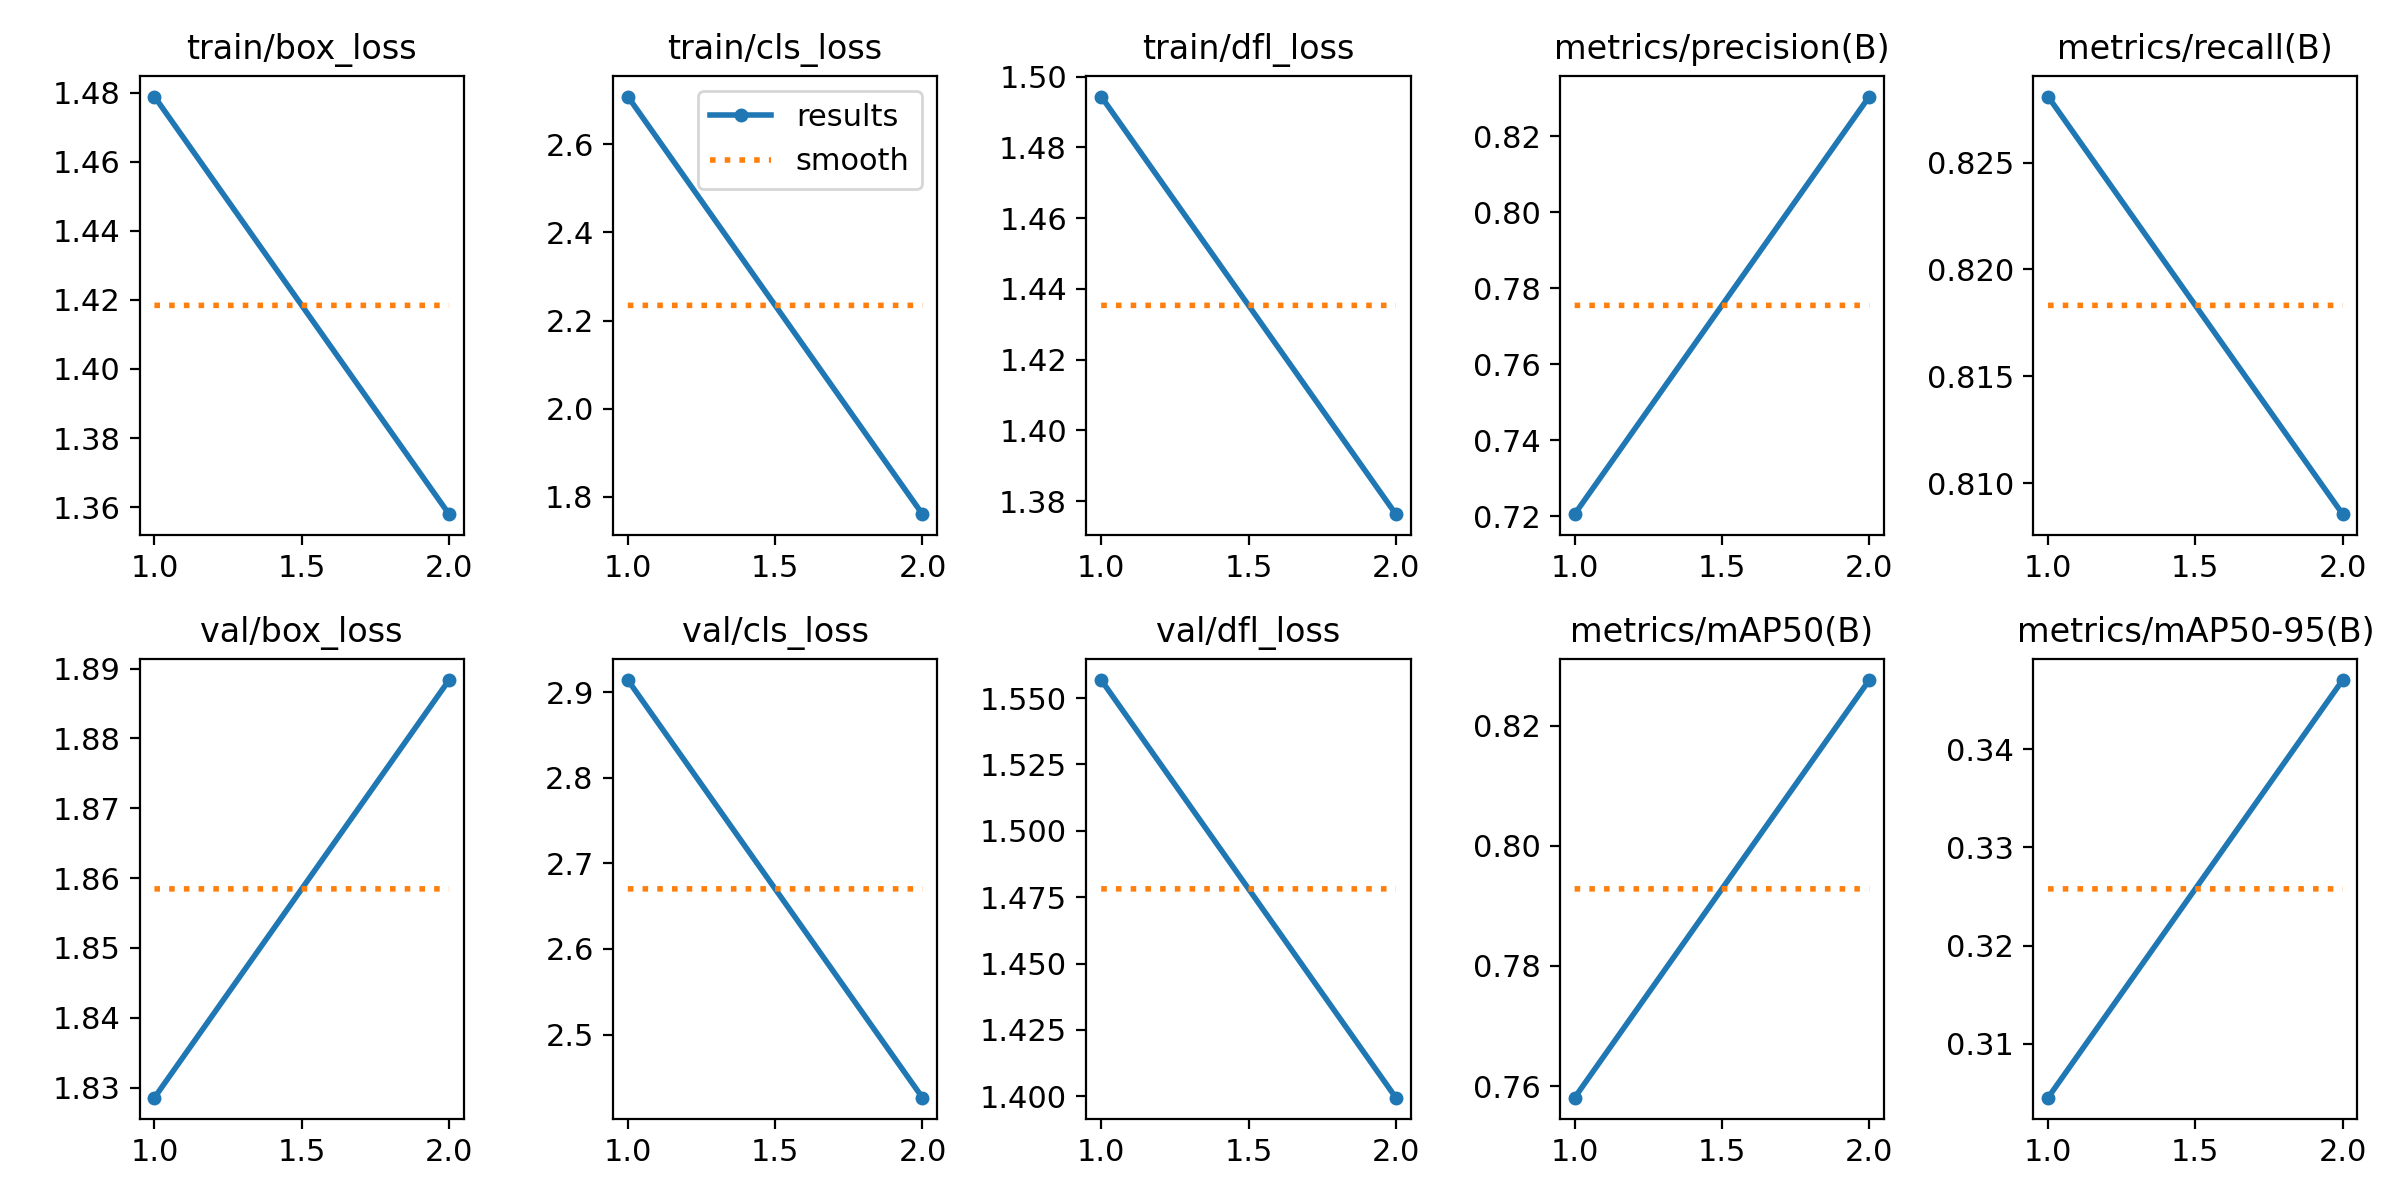 train/box_loss
1.48
1.46
1.44
1.42
1.40
1.38
1.36
1.0 1.5 2.0
train/cls_loss
results
smooth
2.6
2.4
2.2
2.0
1.8
1.0 1.5 2.0
train/dfl_loss
1.50
1.48
1.46
1.44
1.42
1.40
1.38
1.0 1.5 2.0
metrics/precision(B)
0.82
0.80
0.78
0.76
0.74
0.72
1.0 1.5 2.0
metrics/recall(B)
0.825
0.820
0.815
0.810
1.0 1.5 2.0
val/box_loss
1.89
1.88
1.87
1.86
1.85
1.84
1.83
1.0 1.5 2.0
val/cls_loss
2.9
2.8
2.7
2.6
2.5
1.0 1.5 2.0
val/dfl_loss
1.550
1.525
1.500
1.475
1.450
1.425
1.400
1.0 1.5 2.0
metrics/mAP50(B)
0.82
0.80
0.78
0.76
1.0 1.5 2.0
metrics/mAP50-95(B)
0.34
0.33
0.32
0.31
1.0 1.5 2.0